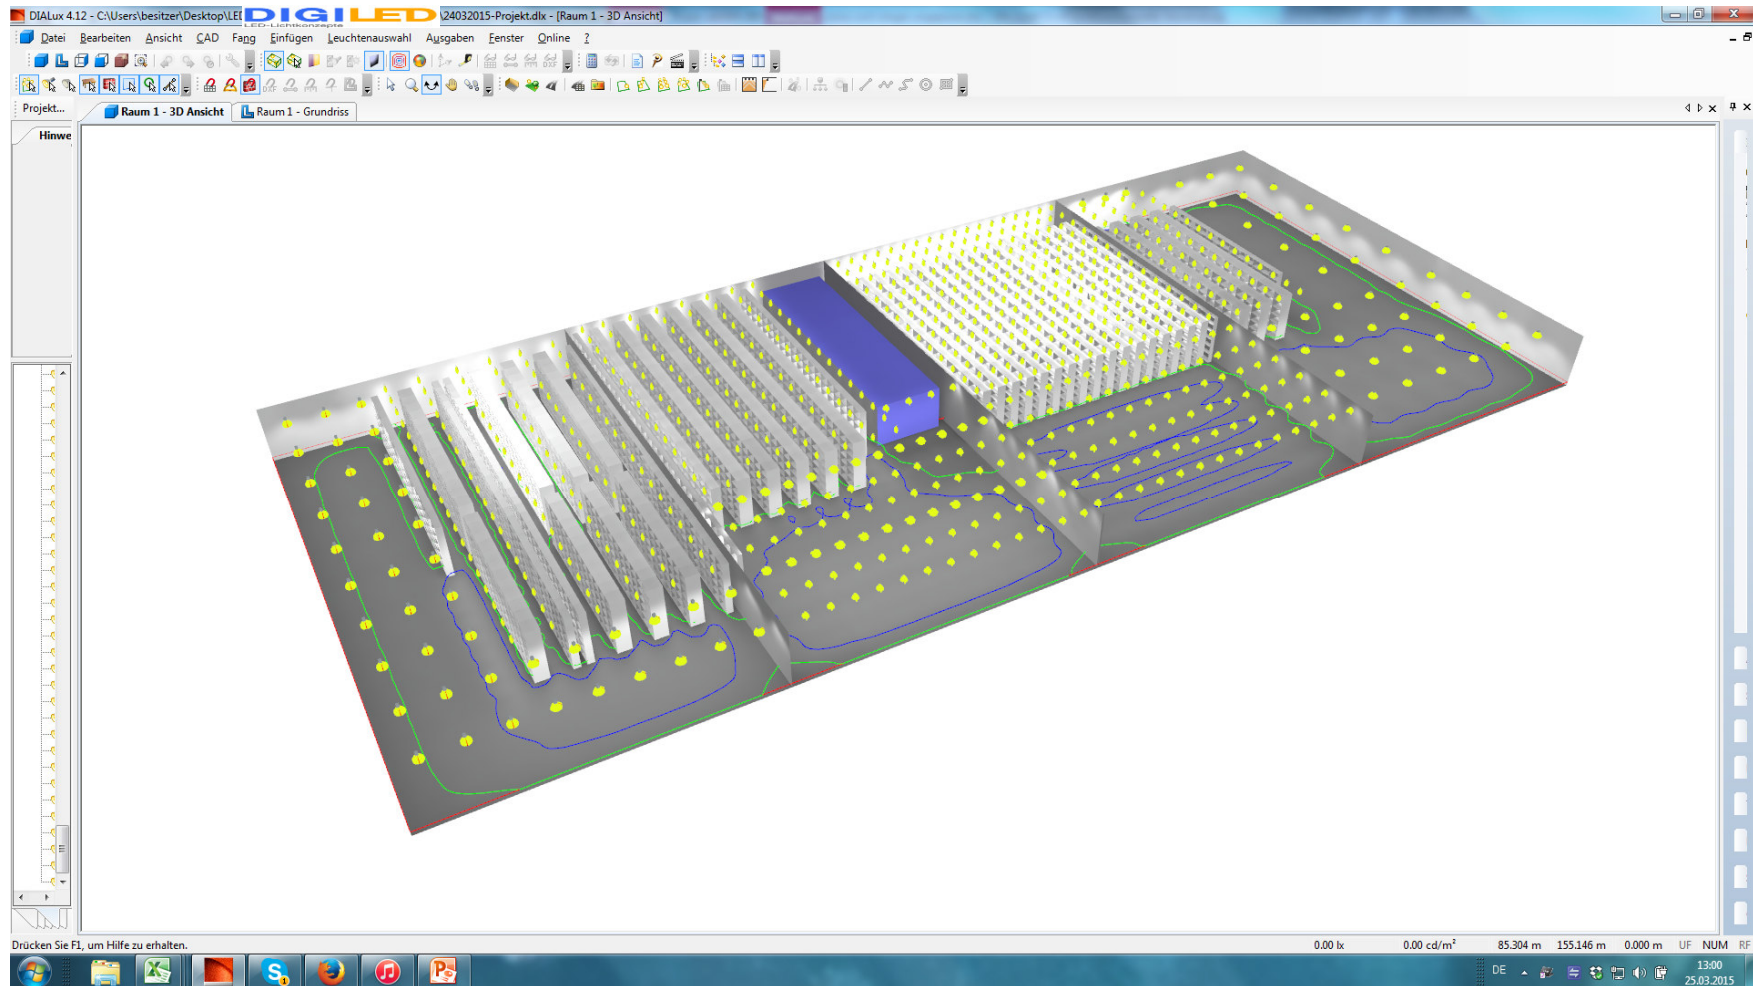 DIALux 4.12 - C:\Users\besitzer\Desktop\LED
DIGILED
LED-Lichtkonzepte
\24032015-Projekt.dlx - [Raum 1 - 3D Ansicht]
Datei Bearbeiten Ansicht CAD Fang Einfügen Leuchtenauswahl Ausgaben Fenster Online ?
Projekt...
Raum 1 - 3D Ansicht Raum 1 - Grundriss
Hinwe
Drücken Sie F1, um Hilfe zu erhalten. 0.00 lx 0.00 cd/m² 85.304 m 155.146 m 0.000 m UF NUM RF
DE 13:00
25.03.2015